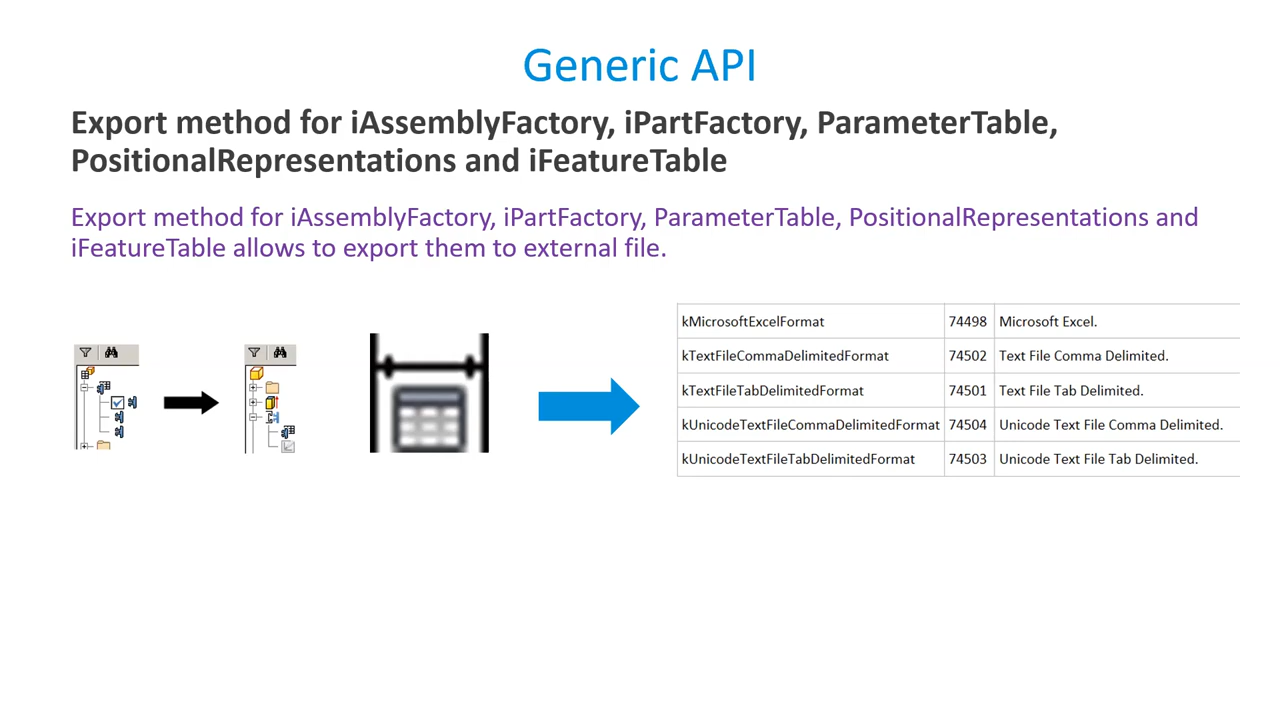 Generic API
Export method for iAssemblyFactory, iPartFactory, ParameterTable,
PositionalRepresentations and iFeatureTable
Export method for iAssemblyFactory, iPartFactory, ParameterTable, PositionalRepresentations and
iFeatureTable allows to export them to external file.
kMicrosoftExcelFormat 74498 Microsoft Excel.
kTextFileCommaDelimitedFormat 74502 Text File Comma Delimited.
kTextFileTabDelimitedFormat 74501 Text File Tab Delimited.
kUnicodeTextFileCommaDelimitedFormat 74504 Unicode Text File Comma Delimited.
kUnicodeTextFileTabDelimitedFormat 74503 Unicode Text File Tab Delimited.